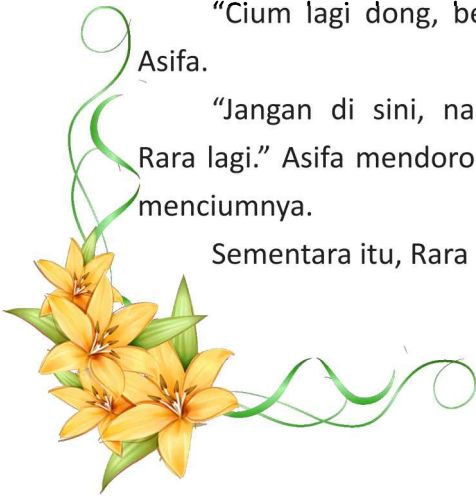 “Cium lagi dong, be
Asifa.
“Jangan di sini, na
Rara lagi.” Asifa mendoro
menciumnya.
Sementara itu, Rara